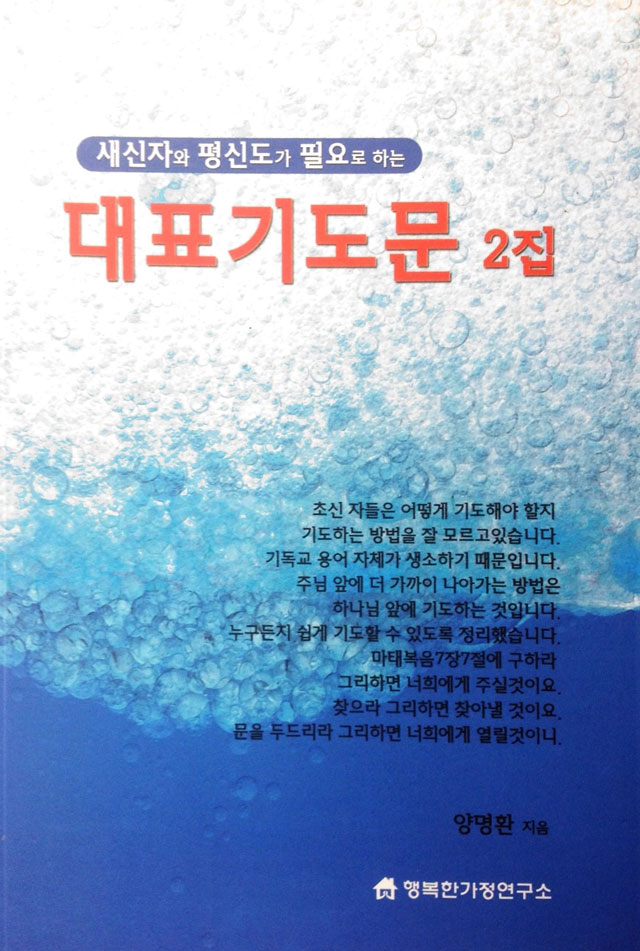 새신자와 평신도가 필요로 하는
대표기도문 2집
초신 자들은 어떻게 기도해야 할지
기도하는 방법을 잘 모르고있습니다.
기독교 용어 자체가 생소하기 때문입니다.
주님 앞에 더 가까이 나아가는 방법은
하나님 앞에 기도하는 것입니다.
누구든지 쉽게 기도할 수 있도록 정리했습니다.
마태복음7장7절에 구하라
그리하면 너희에게 주실것이요.
찾으라 그리하면 찾아낼 것이요.
문을 두드리라 그리하면 너희에게 열릴것이니.
양명환 지음
행복한가정연구소